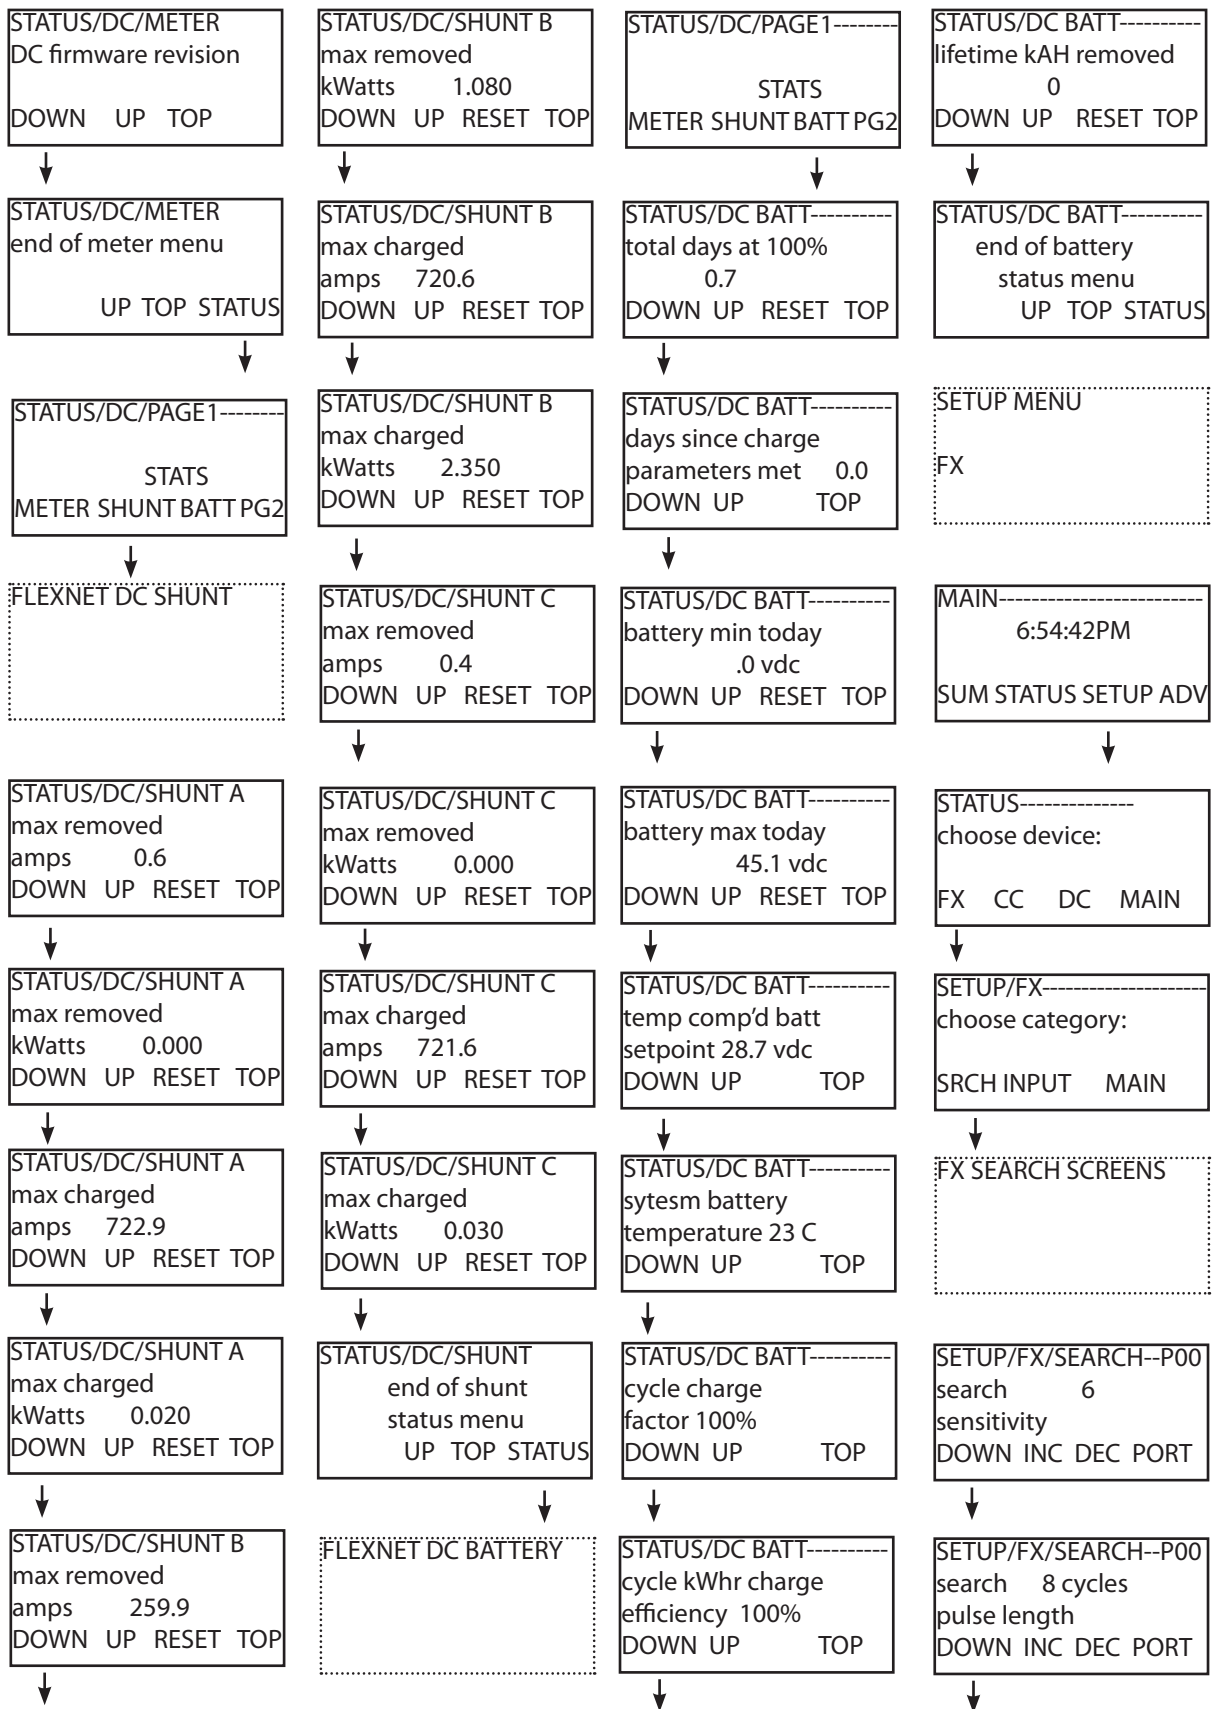 STATUS/DC/METER
DC firmware revision
DOWN UP TOP
STATUS/DC/METER
end of meter menu
UP TOP STATUS
STATUS/DC/PAGE1--------
STATS
METER SHUNT BATT PG2
FLEXNET DC SHUNT
STATUS/DC/SHUNT A
max removed
amps 0.6
DOWN UP RESET TOP
STATUS/DC/SHUNT A
max removed
kWatts 0.000
DOWN UP RESET TOP
STATUS/DC/SHUNT A
max charged
amps 722.9
DOWN UP RESET TOP
STATUS/DC/SHUNT A
max charged
kWatts 0.020
DOWN UP RESET TOP
STATUS/DC/SHUNT B
max removed
amps 259.9
DOWN UP RESET TOP
STATUS/DC/SHUNT B
max removed
kWatts 1.080
DOWN UP RESET TOP
STATUS/DC/SHUNT B
max charged
amps 720.6
DOWN UP RESET TOP
STATUS/DC/SHUNT B
max charged
kWatts 2.350
DOWN UP RESET TOP
STATUS/DC/SHUNT C
max removed
amps 0.4
DOWN UP RESET TOP
STATUS/DC/SHUNT C
max removed
kWatts 0.000
DOWN UP RESET TOP
STATUS/DC/SHUNT C
max charged
amps 721.6
DOWN UP RESET TOP
STATUS/DC/SHUNT C
max charged
kWatts 0.030
DOWN UP RESET TOP
STATUS/DC/SHUNT
end of shunt
status menu
UP TOP STATUS
FLEXNET DC BATTERY
STATUS/DC/PAGE1--------
STATS
METER SHUNT BATT PG2
STATUS/DC BATT----------
total days at 100%
0.7
DOWN UP RESET TOP
STATUS/DC BATT----------
days since charge
parameters met 0.0
DOWN UP TOP
STATUS/DC BATT----------
battery min today
.0 vdc
DOWN UP RESET TOP
STATUS/DC BATT----------
battery max today
45.1 vdc
DOWN UP RESET TOP
STATUS/DC BATT----------
temp comp’d batt
setpoint 28.7 vdc
DOWN UP TOP
STATUS/DC BATT----------
sytesm battery
temperature 23 C
DOWN UP TOP
STATUS/DC BATT----------
cycle charge
factor 100%
DOWN UP TOP
STATUS/DC BATT----------
cycle kWhr charge
efficiency 100%
DOWN UP TOP
STATUS/DC BATT----------
lifetime kAH removed
0
DOWN UP RESET TOP
STATUS/DC BATT----------
end of battery
status menu
UP TOP STATUS
SETUP MENU
FX
MAIN-------------------------
6:54:42PM
SUM STATUS SETUP ADV
STATUS--------------
choose device:
FX CC DC MAIN
SETUP/FX--------------------
choose category:
SRCH INPUT MAIN
FX SEARCH SCREENS
SETUP/FX/SEARCH--P00
search 6
sensitivity
DOWN INC DEC PORT
SETUP/FX/SEARCH--P00
search 8 cycles
pulse length
DOWN INC DEC PORT